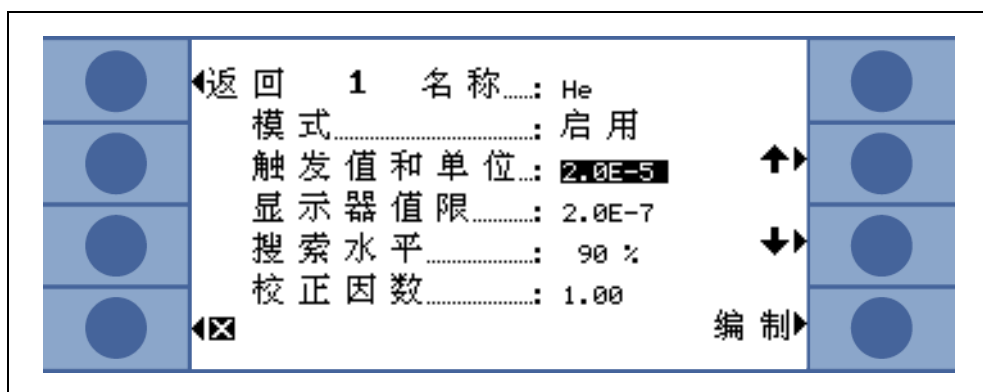 返回 1 名称.....: He
模式..............................: 启用
触发值和单位...: 2.0E-5
显示器值限..........: 2.0E-7
搜索水平.................: 90 %
校正因数.................: 1.00
编制